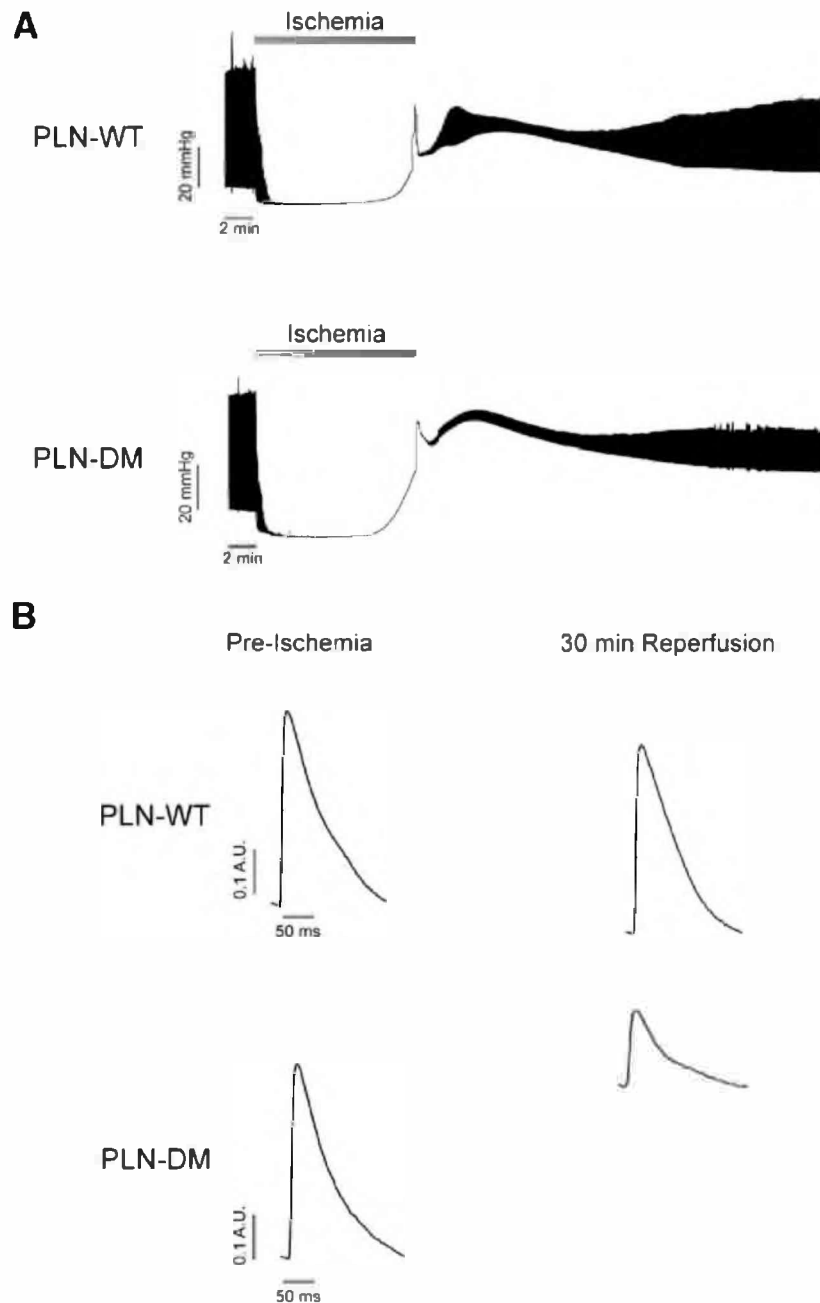 A
Ischemia
PLN-WT
20 mmHg
2 min
Ischemia
PLN-DM
20 mmHg
2 min
B
Pre-Ischemia
30 min Reperfusion
PLN-WT
0.1 A.U.
50 ms
PLN-DM
0.1 A.U.
50 ms